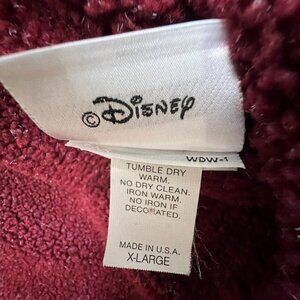 © DISNEY
WDW-1
TUMBLE DRY
WARM.
NO DRY CLEAN.
IRON WARM.
NO IRON IF
DECORATED.
MADE IN U.S.A.
X-LARGE